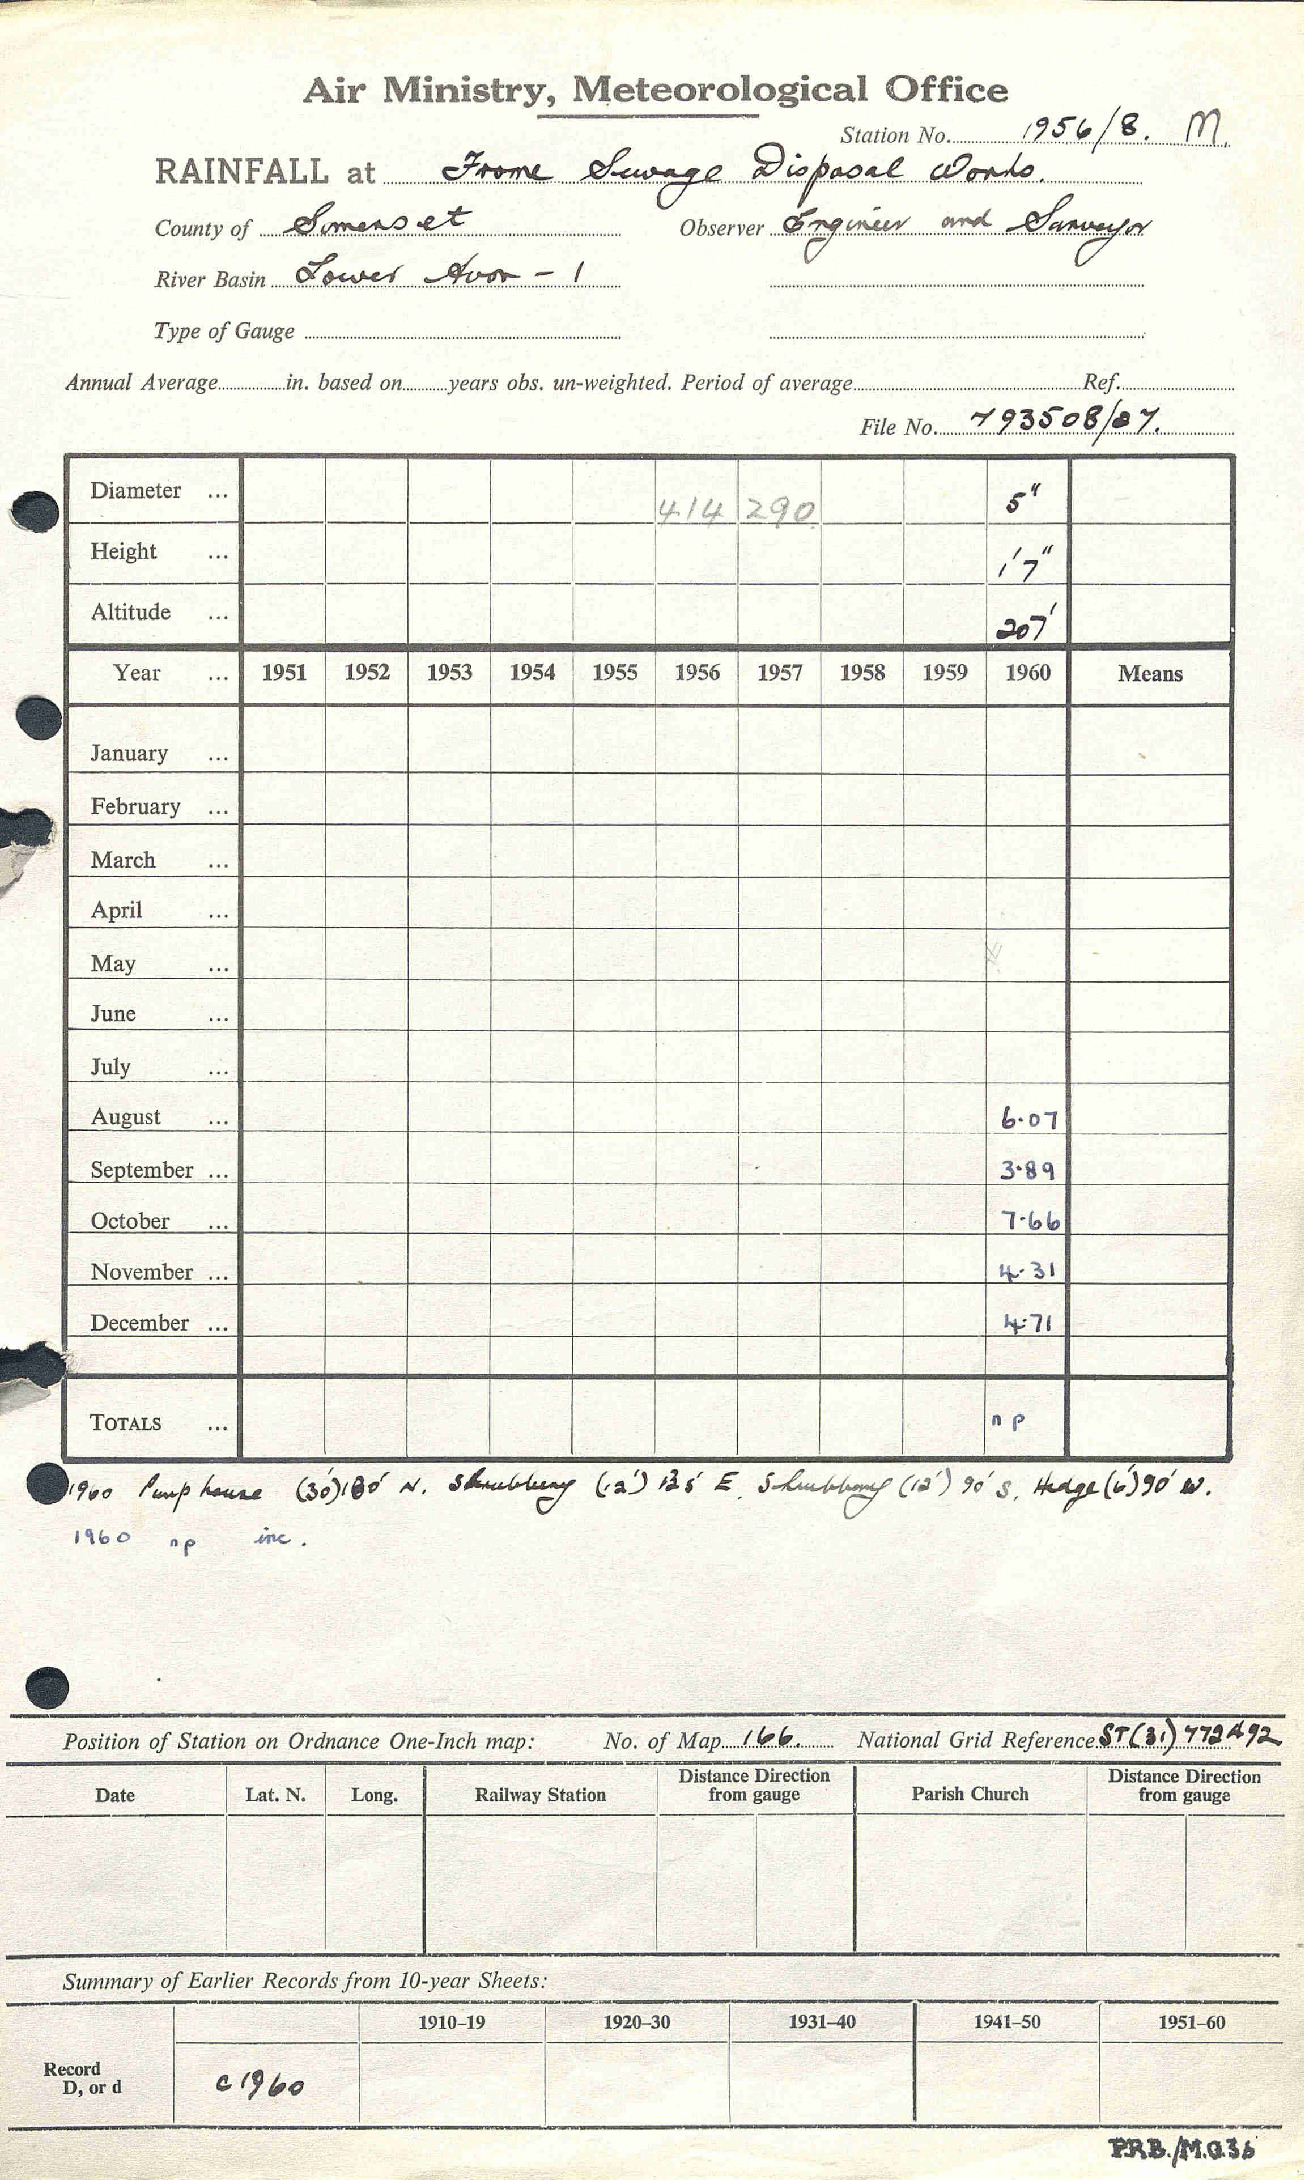 Air Ministry, Meteorological Office
Station No. 1956/8. M
RAINFALL at Frome Sewage Disposal Works.
County of Somerset Observer Engineer and Surveyor
River Basin Lower Avon - 1
Type of Gauge
Annual Average in. based on years obs. un-weighted. Period of average Ref.
File No. 793508/87.
Diameter ... 414 290 5"
Height ... 1'7"
Altitude ... 207'
Year ... 1951 1952 1953 1954 1955 1956 1957 1958 1959 1960 Means
January ...
February ...
March ...
April ...
May ...
June ...
July ...
August ... 6.07
September ... 3.89
October ... 7.66
November ... 4.31
December ... 4.71
TOTALS ... n p
1960 Pump house (30')180' N. Shrubbery (12') 135' E. Shrubbery (12') 90' S. Hedge (6') 90' W.
1960 np inc.
Position of Station on Ordnance One-Inch map: No. of Map 166. National Grid Reference ST(31) 772492
Date Lat. N. Long. Railway Station Distance Direction from gauge Parish Church Distance Direction from gauge
Summary of Earlier Records from 10-year Sheets:
1910–19 1920–30 1931–40 1941–50 1951–60
Record
D, or d c1960